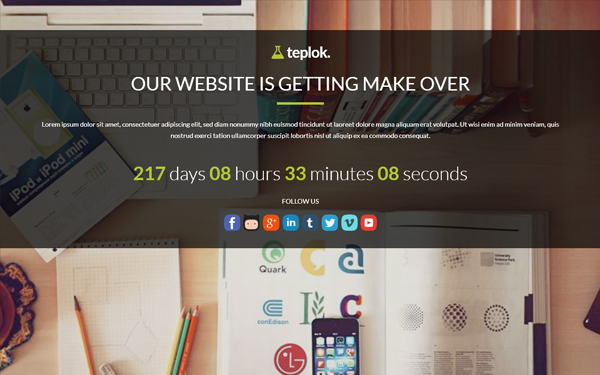 teplok.
OUR WEBSITE IS GETTING MAKE OVER
Lorem ipsum dolor sit amet, consectetuer adipiscing elit, sed diam nonummy nibh euismod tincidunt ut laoreet dolore magna aliquam erat volutpat. Ut wisi enim ad minim veniam, quis
nostrud exerci tation ullamcorper suscipit lobortis nisl ut aliquip ex ea commodo consequat.
217 days 08 hours 33 minutes 08 seconds
FOLLOW US
iPod & iPod mini
Quark
conEdison
LG